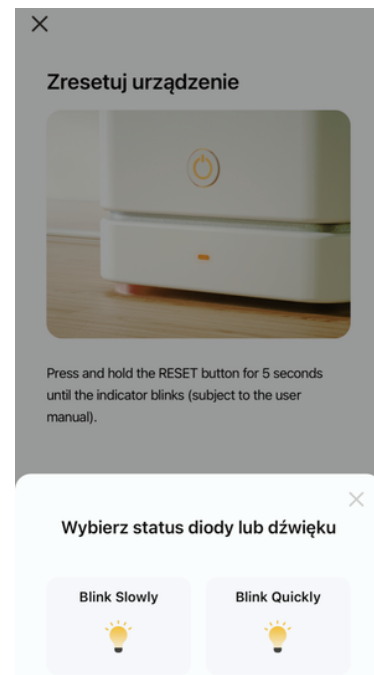 Zresetuj urządzenie
Press and hold the RESET button for 5 seconds
until the indicator blinks (subject to the user
manual).
Wybierz status diody lub dźwięku
Blink Slowly
Blink Quickly